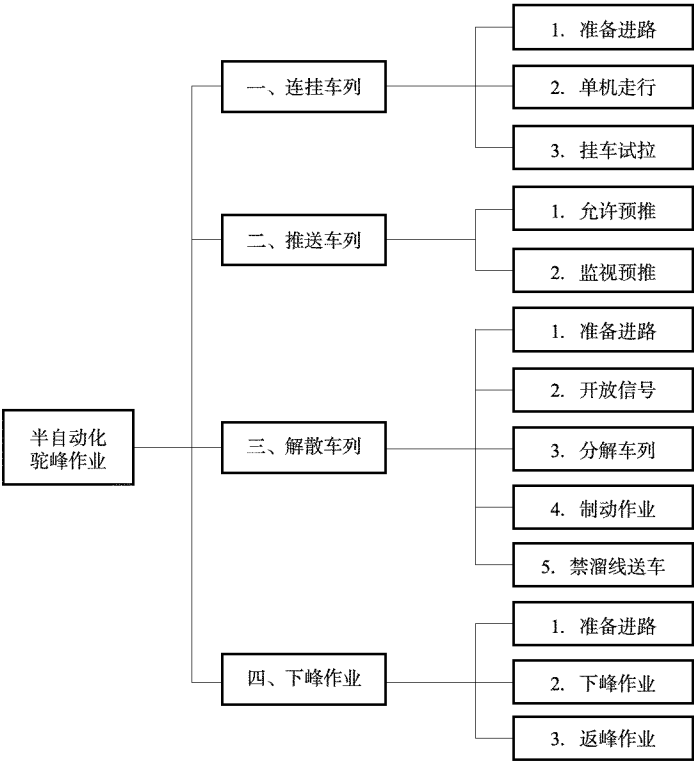 半自动化
驼峰作业
一、连挂车列
1. 准备进路
2. 单机走行
3. 挂车试拉
二、推送车列
1. 允许预推
2. 监视预推
三、解散车列
1. 准备进路
2. 开放信号
3. 分解车列
4. 制动作业
5. 禁溜线送车
四、下峰作业
1. 准备进路
2. 下峰作业
3. 返峰作业